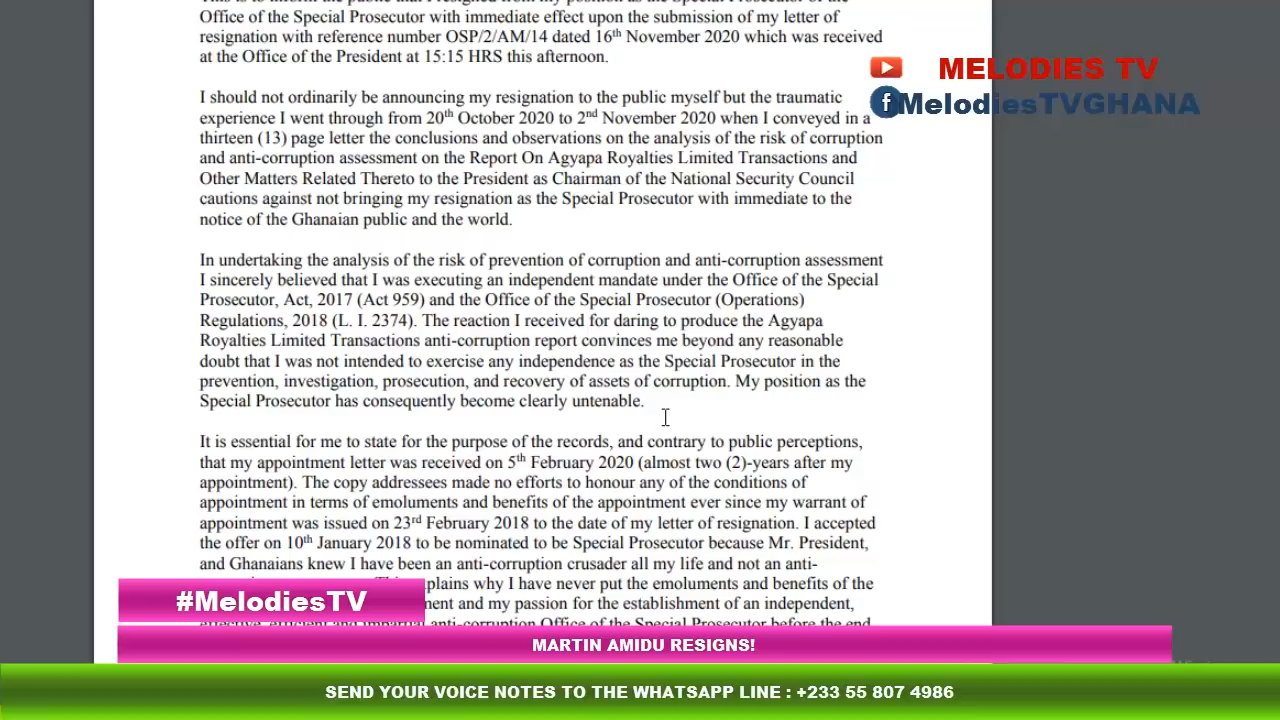 Office of the Special Prosecutor with immediate effect upon the submission of my letter of
resignation with reference number OSP/2/AM/14 dated 16th November 2020 which was received
at the Office of the President at 15:15 HRS this afternoon.
MELODIES TV
MelodiesTVGHANA
I should not ordinarily be announcing my resignation to the public myself but the traumatic
experience I went through from 20th October 2020 to 2nd November 2020 when I conveyed in a
thirteen (13) page letter the conclusions and observations on the analysis of the risk of corruption
and anti-corruption assessment on the Report On Agyapa Royalties Limited Transactions and
Other Matters Related Thereto to the President as Chairman of the National Security Council
cautions against not bringing my resignation as the Special Prosecutor with immediate to the
notice of the Ghanaian public and the world.
In undertaking the analysis of the risk of prevention of corruption and anti-corruption assessment
I sincerely believed that I was executing an independent mandate under the Office of the Special
Prosecutor, Act, 2017 (Act 959) and the Office of the Special Prosecutor (Operations)
Regulations, 2018 (L. I. 2374). The reaction I received for daring to produce the Agyapa
Royalties Limited Transactions anti-corruption report convinces me beyond any reasonable
doubt that I was not intended to exercise any independence as the Special Prosecutor in the
prevention, investigation, prosecution, and recovery of assets of corruption. My position as the
Special Prosecutor has consequently become clearly untenable.
It is essential for me to state for the purpose of the records, and contrary to public perceptions,
that my appointment letter was received on 5th February 2020 (almost two (2)-years after my
appointment). The copy addressees made no efforts to honour any of the conditions of
appointment in terms of emoluments and benefits of the appointment ever since my warrant of
appointment was issued on 23rd February 2018 to the date of my letter of resignation. I accepted
the offer on 10th January 2018 to be nominated to be Special Prosecutor because Mr. President,
and Ghanaians knew I have been an anti-corruption crusader all my life and not an anti-
why I have never put the emoluments and benefits of the
and my passion for the establishment of an independent,
anti-corruption Office of the Special Prosecutor before the end
#MelodiesTV
MARTIN AMIDU RESIGNS!
SEND YOUR VOICE NOTES TO THE WHATSAPP LINE : +233 55 807 4986